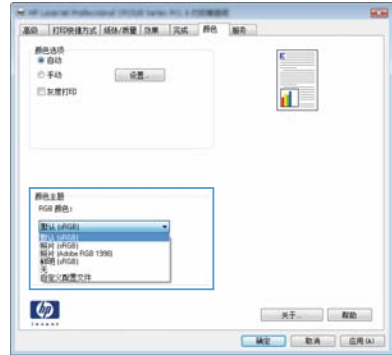 高级 打印快捷方式 纸张/质量 效果 完成 颜色 服务
颜色选项
自动
手动
设置...
灰度打印
颜色主题
RGB 颜色:
默认 (sRGB)
默认 (sRGB)
照片 (sRGB)
照片 (Adobe RGB 1998)
鲜明 (sRGB)
无
自定义配置文件
hp
invent
关于... 帮助
确定 取消 应用(A)